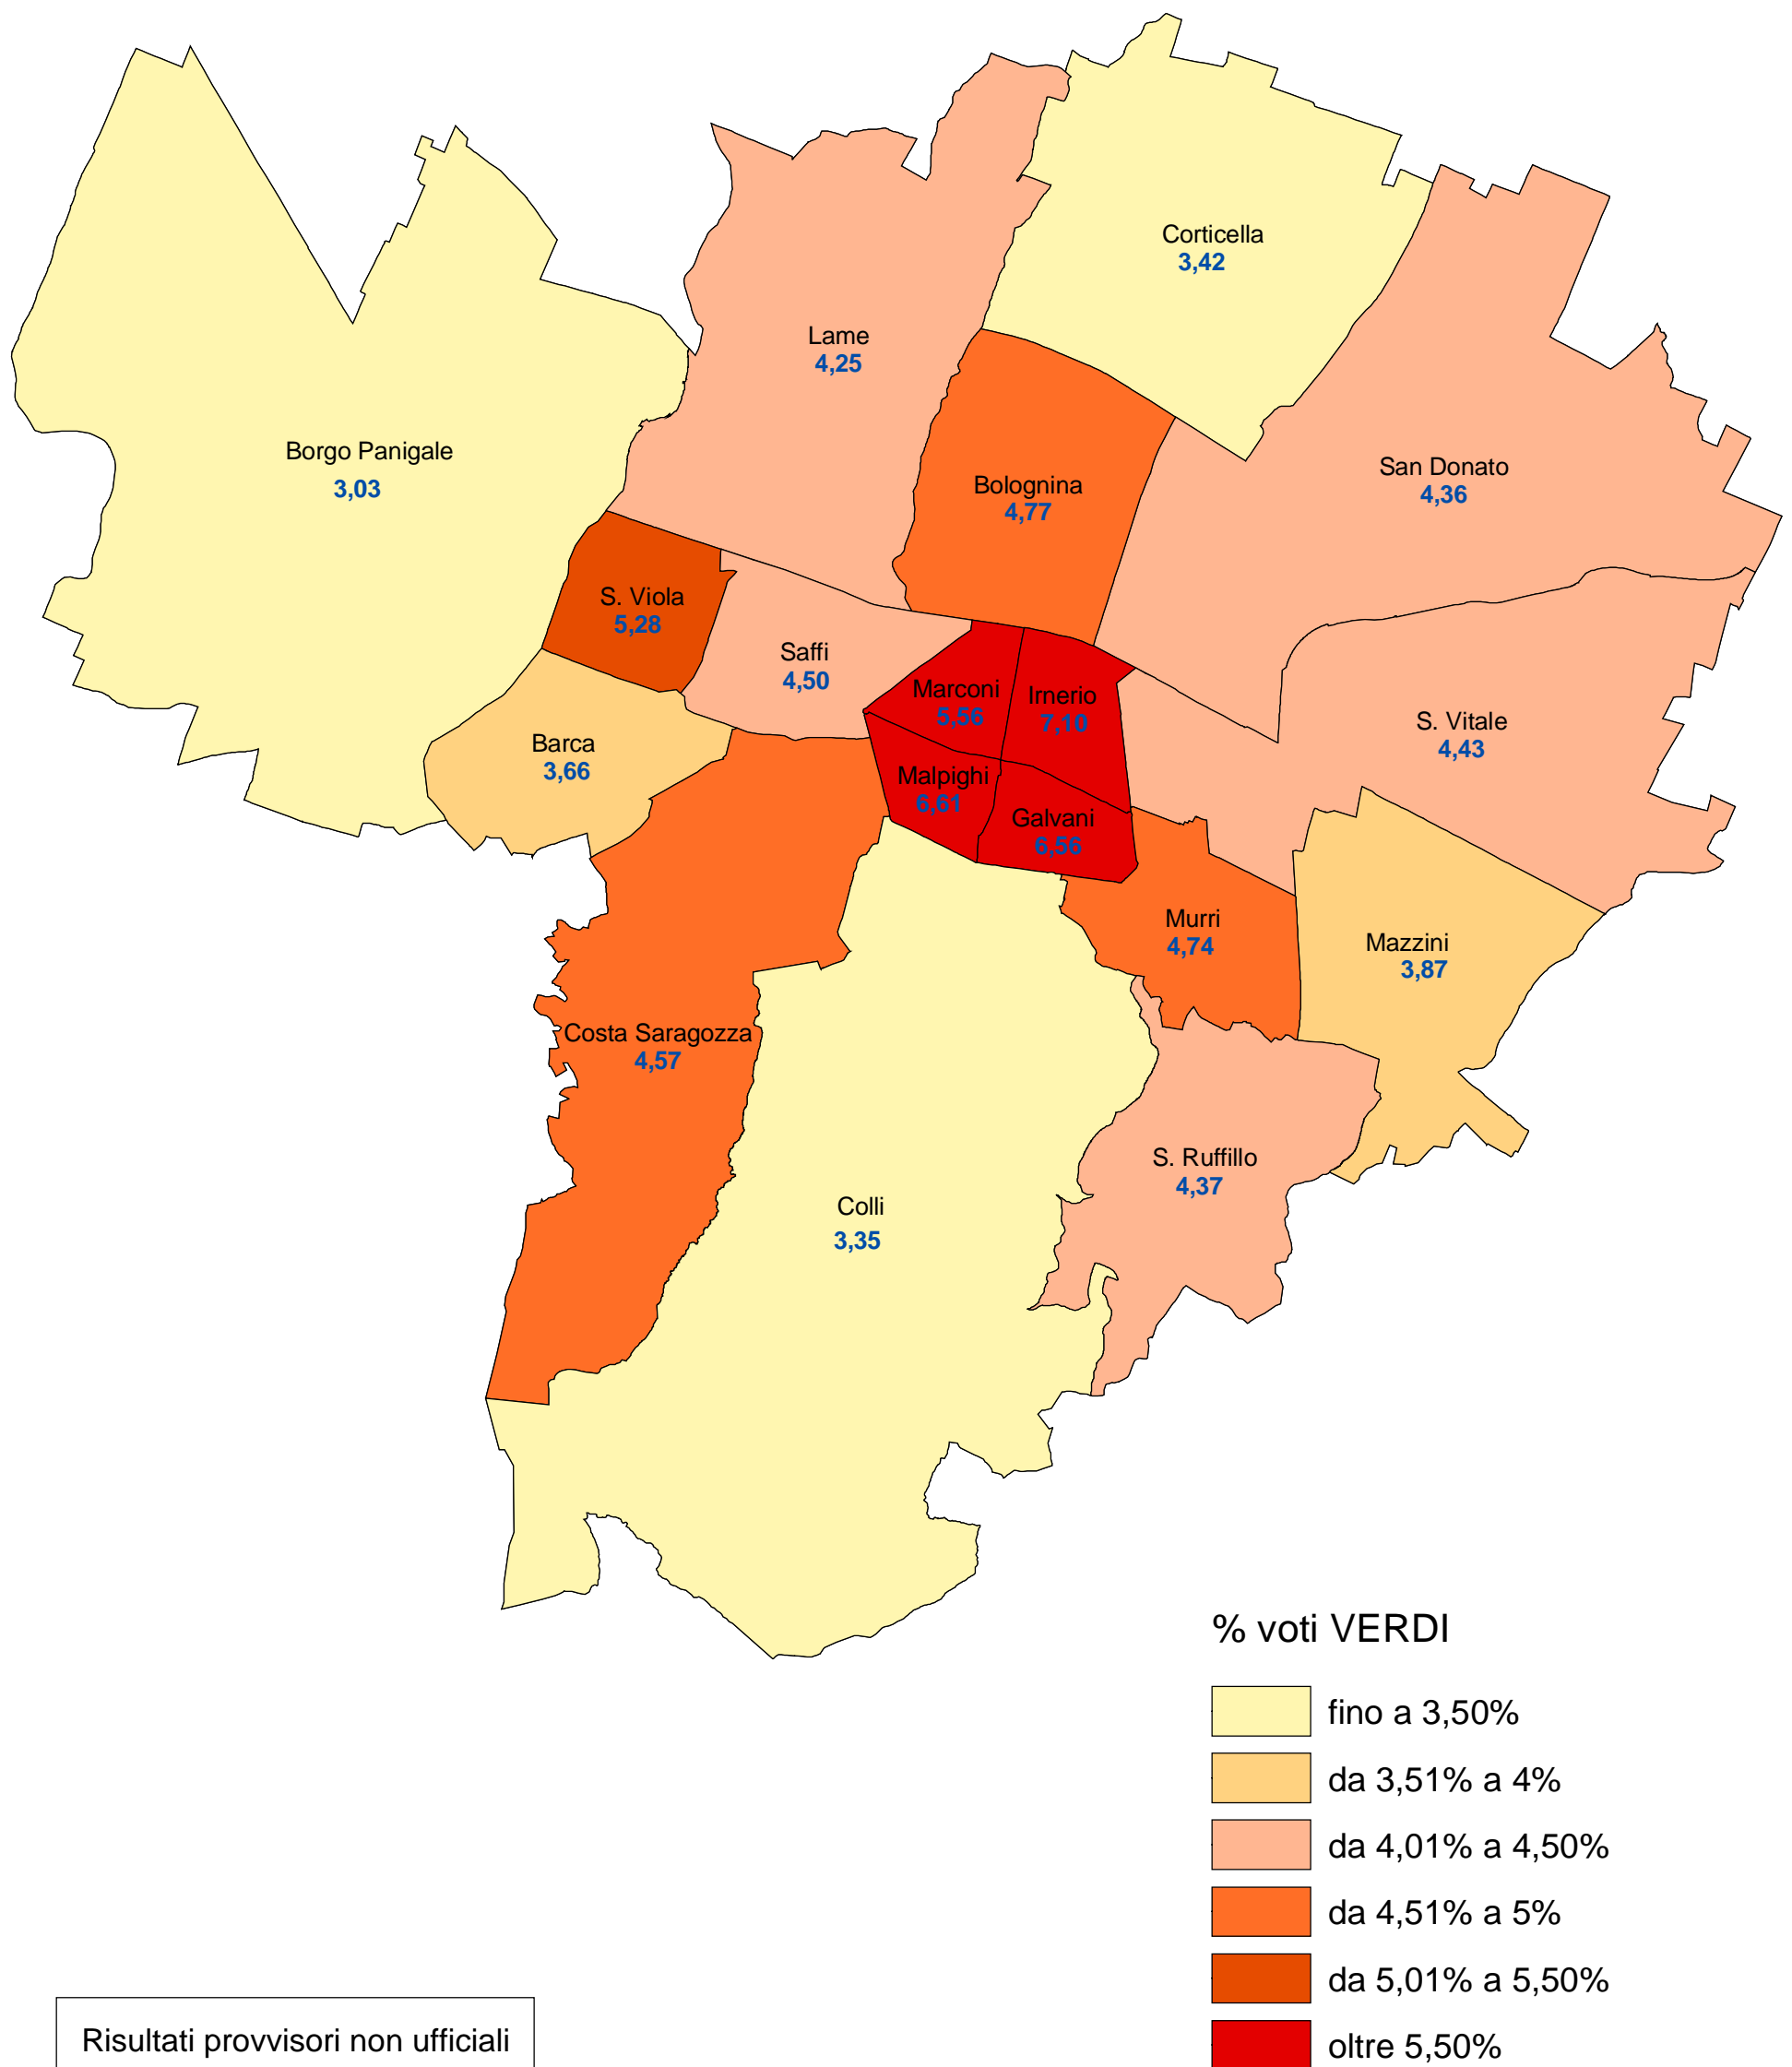 Corticella
3,42
Lame
4,25
Borgo Panigale
3,03
San Donato
4,36
Bolognina
4,77
S. Viola
5,28
Saffi
4,50
Marconi
5,56
Irnerio
7,10
S. Vitale
4,43
Barca
3,66
Malpighi
6,61
Galvani
6,56
Murri
4,74
Mazzini
3,87
Costa Saragozza
4,57
S. Ruffillo
4,37
Colli
3,35
% voti VERDI
fino a 3,50%
da 3,51% a 4%
da 4,01% a 4,50%
da 4,51% a 5%
da 5,01% a 5,50%
oltre 5,50%
Risultati provvisori non ufficiali